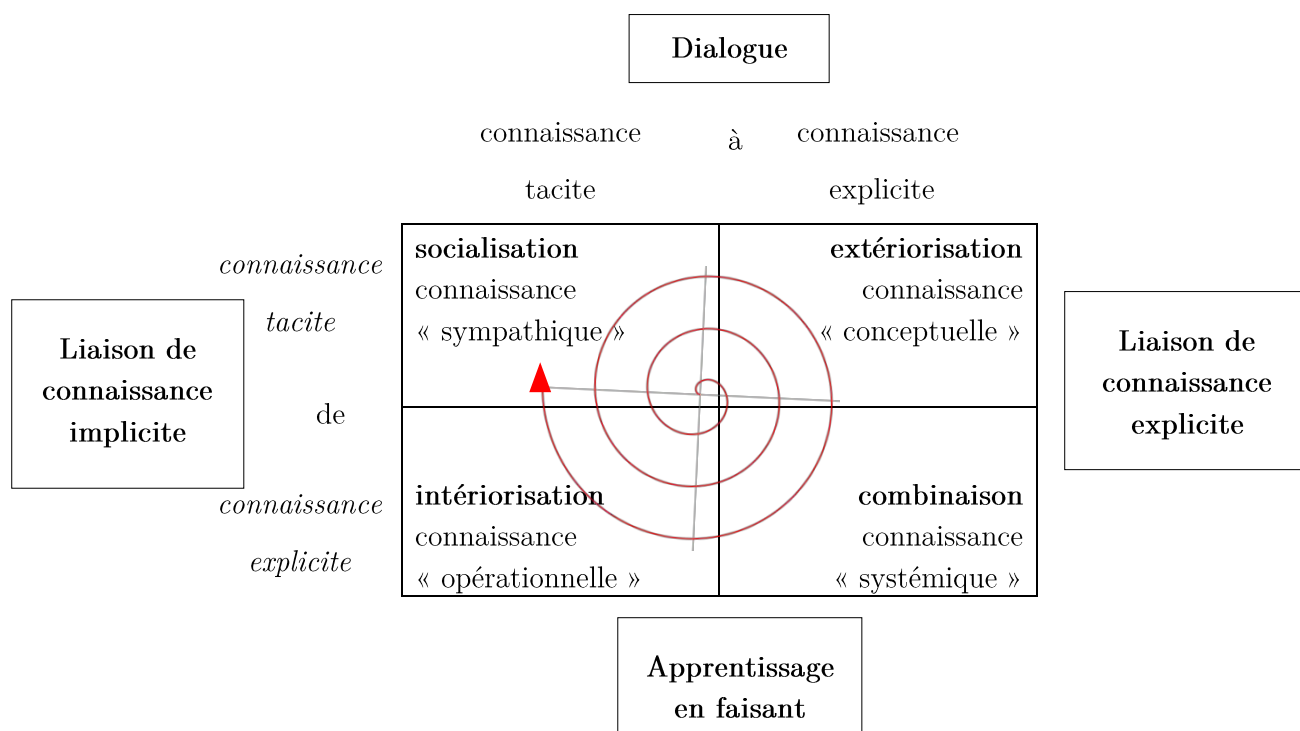 Dialogue
connaissance
tacite
à
connaissance
explicite
connaissance
tacite
de
connaissance
explicite
Liaison de
connaissance
implicite
socialisation
connaissance
« sympathique »
extériorisation
connaissance
« conceptuelle »
intériorisation
connaissance
« opérationnelle »
combinaison
connaissance
« systémique »
Liaison de
connaissance
explicite
Apprentissage
en faisant